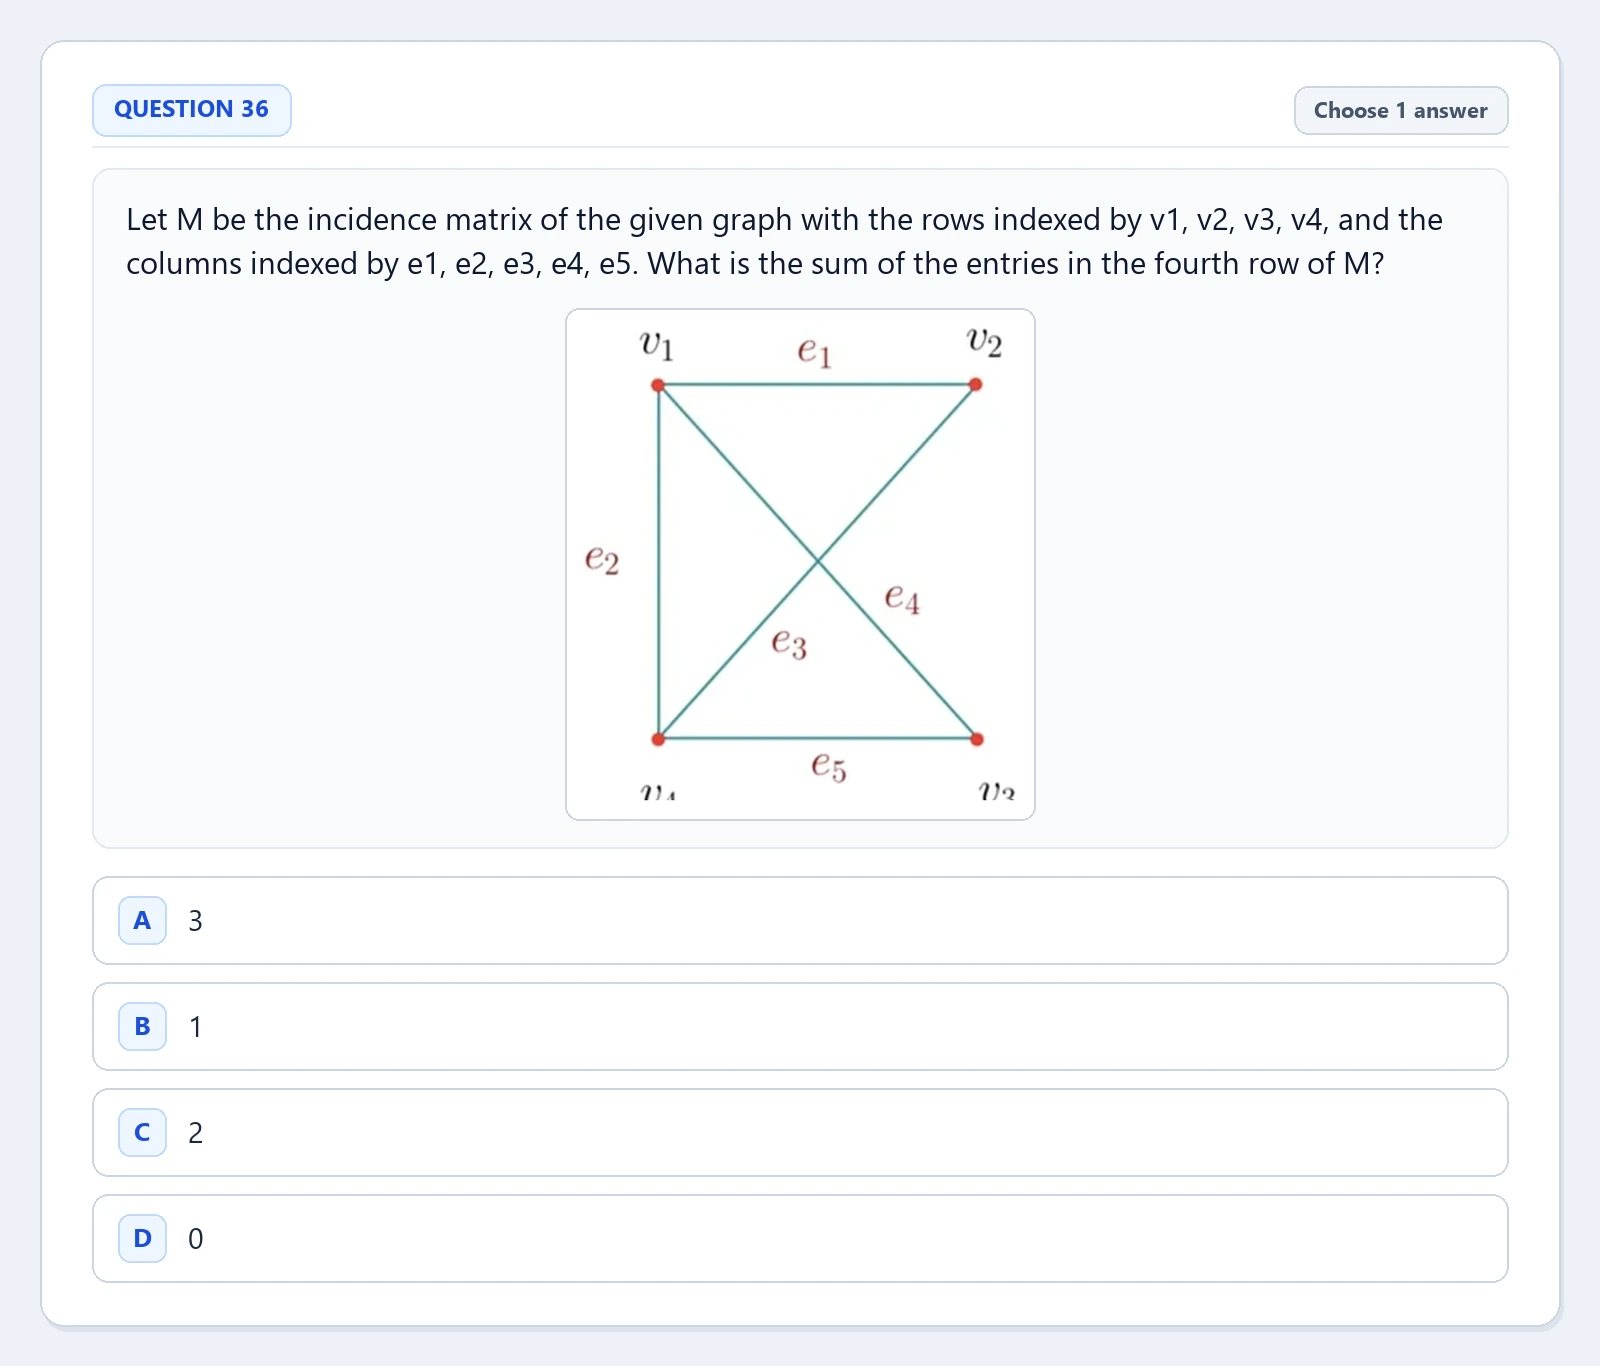 QUESTION 36
Choose 1 answer
Let M be the incidence matrix of the given graph with the rows indexed by v1, v2, v3, v4, and the
columns indexed by e1, e2, e3, e4, e5. What is the sum of the entries in the fourth row of M?
v₁ e₁ v₂
e₂
e₄
e₃
e₅
A 3
B 1
C 2
D 0